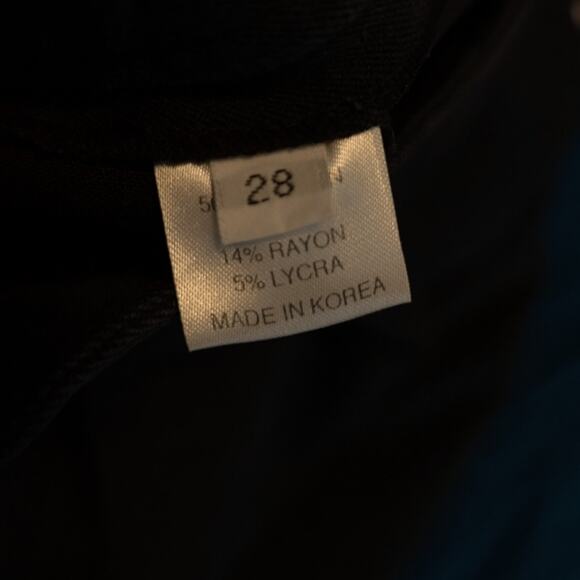 28
14% RAYON
5% LYCRA
MADE IN KOREA